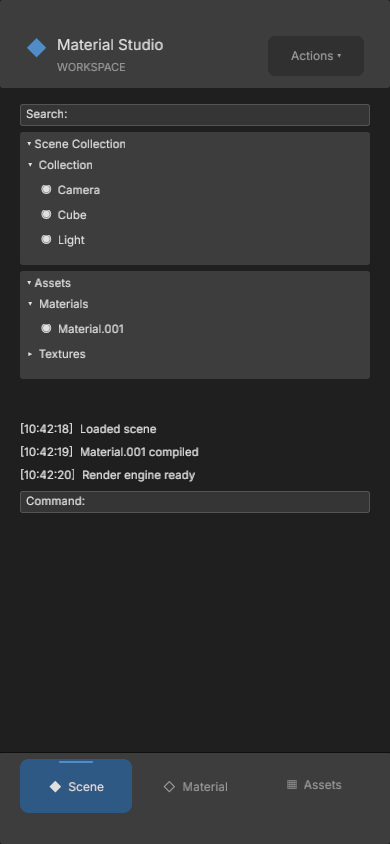 Material Studio
WORKSPACE
Actions
Search:
Scene Collection
Collection
Camera
Cube
Light
Assets
Materials
Material.001
Textures
[10:42:18] Loaded scene
[10:42:19] Material.001 compiled
[10:42:20] Render engine ready
Command:
Scene
Material
Assets